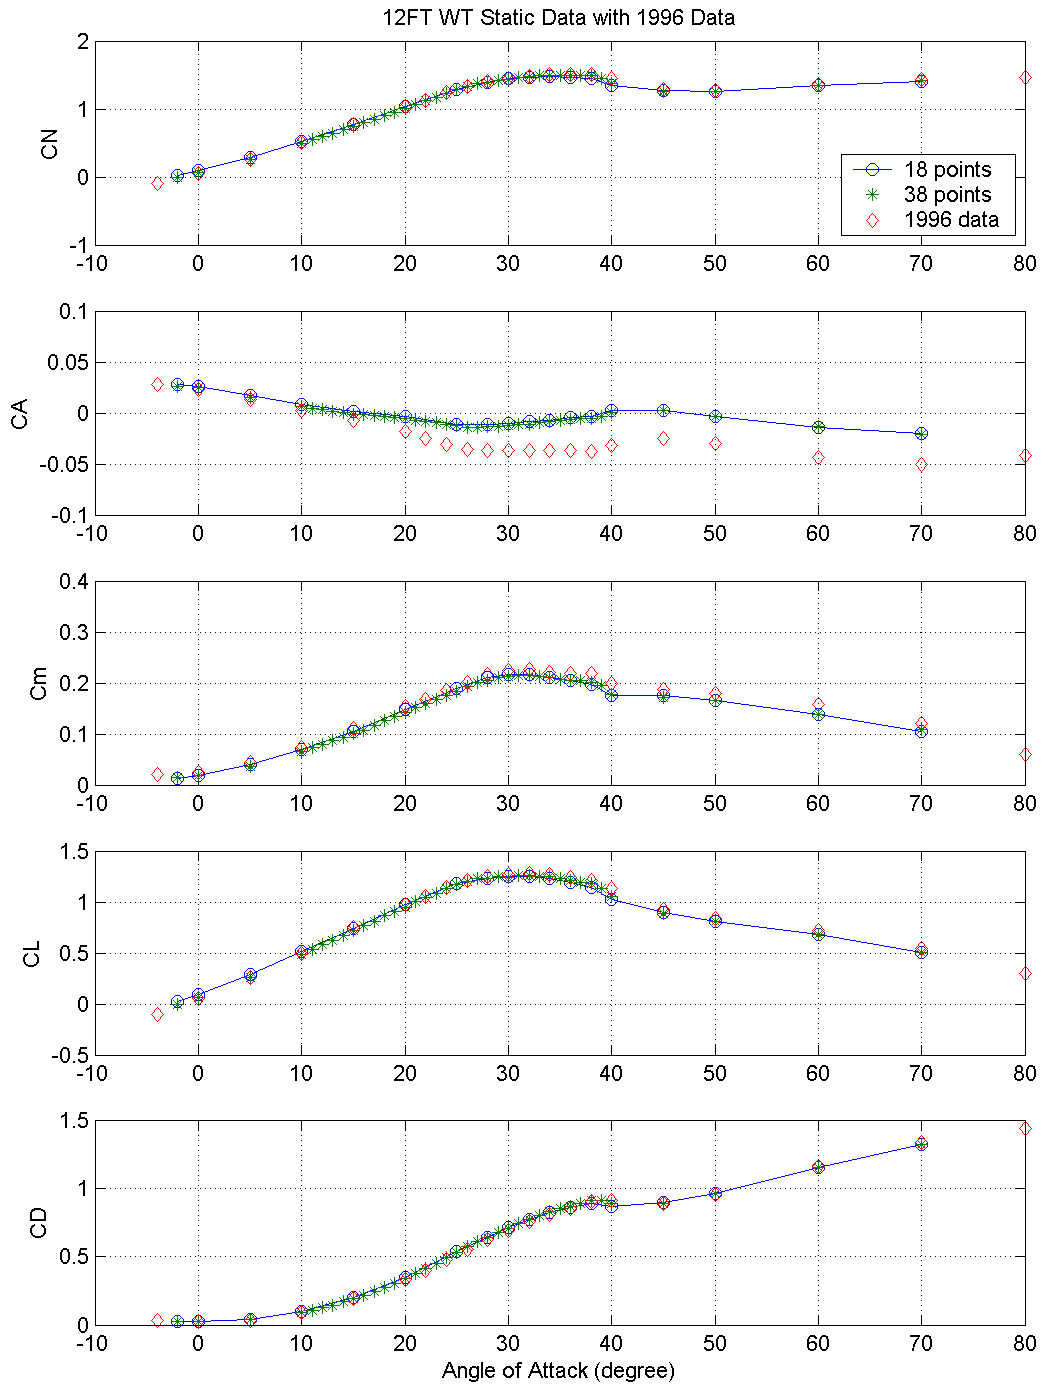 12FT WT Static Data with 1996 Data
2
1
0
-1
CN
18 points
38 points
1996 data
-10 0 10 20 30 40 50 60 70 80
0.1
0.05
0
-0.05
-0.1
CA
-10 0 10 20 30 40 50 60 70 80
0.4
0.3
0.2
0.1
0
Cm
-10 0 10 20 30 40 50 60 70 80
1.5
1
0.5
0
-0.5
CL
-10 0 10 20 30 40 50 60 70 80
1.5
1
0.5
0
CD
-10 0 10 20 30 40 50 60 70 80
Angle of Attack (degree)